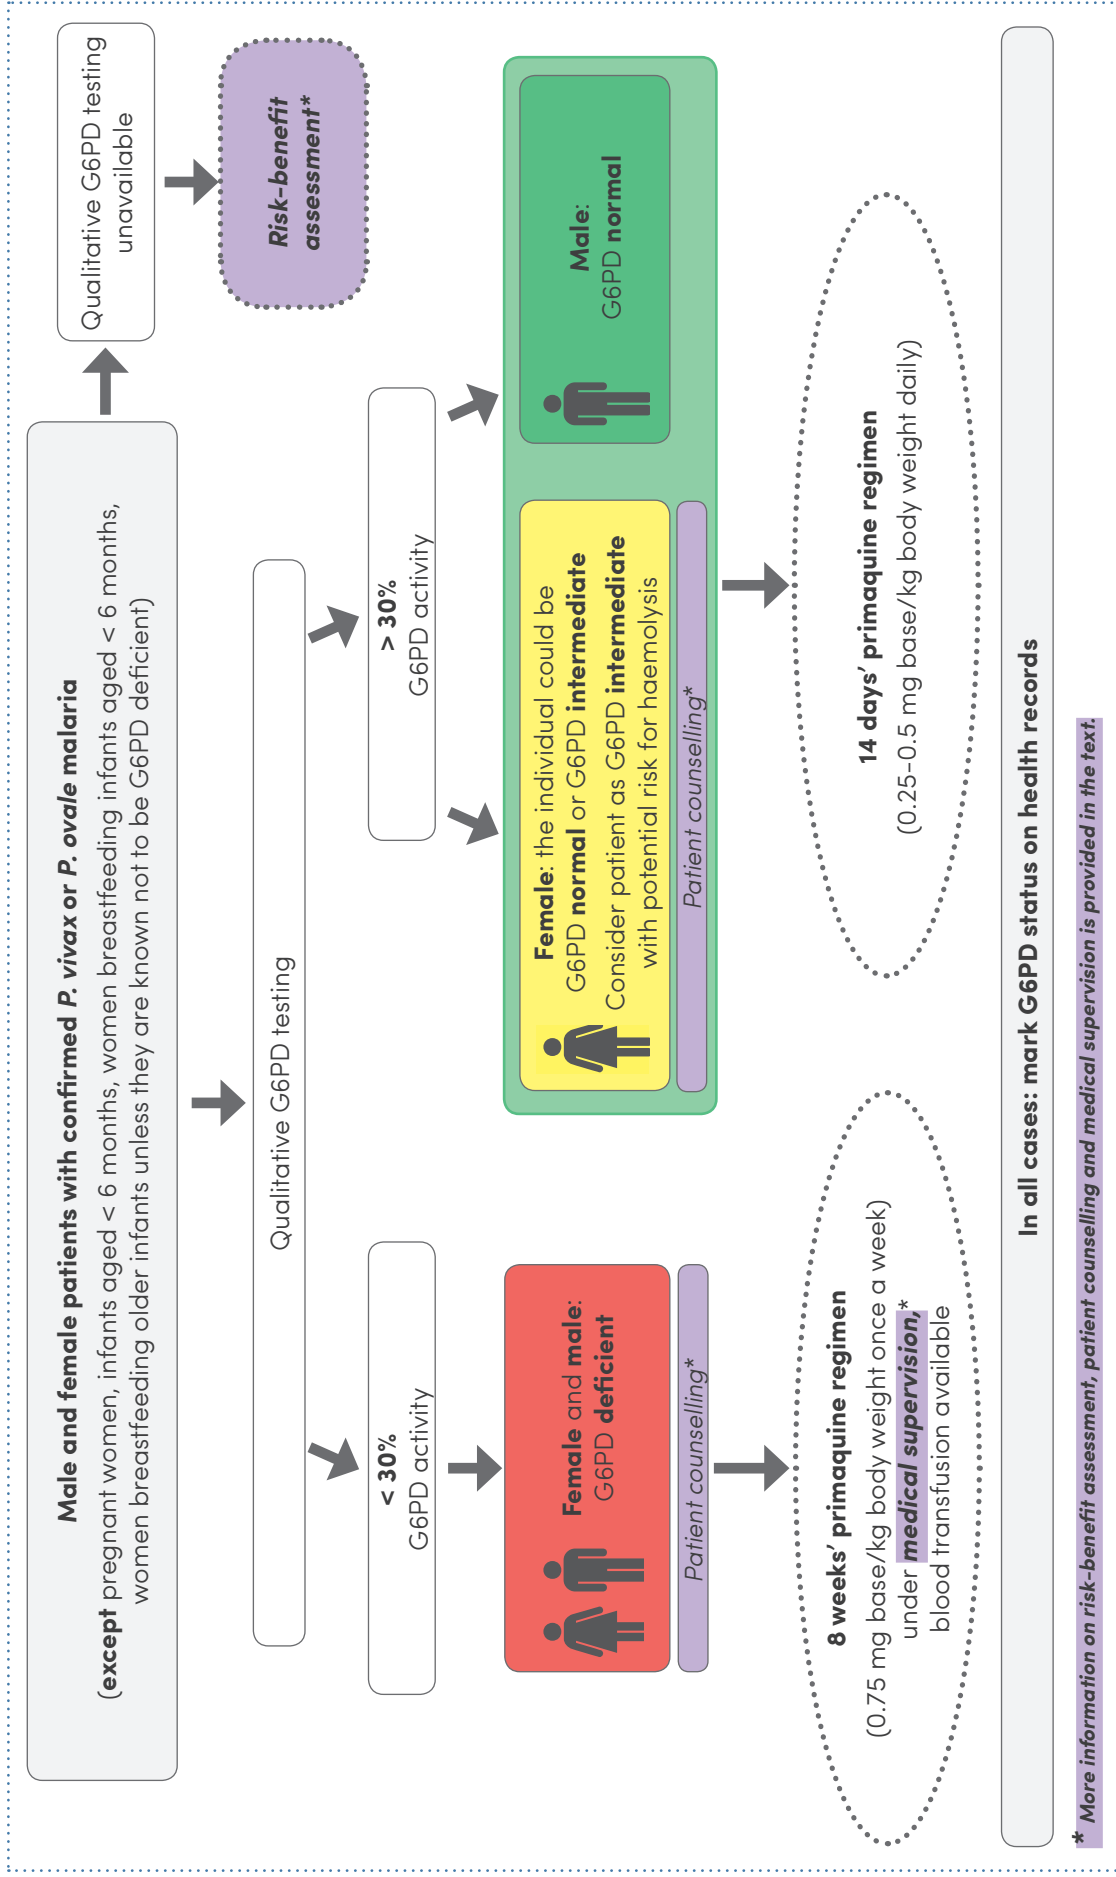 Male and female patients with confirmed P. vivax or P. ovale malaria
(except pregnant women, infants aged < 6 months, women breastfeeding infants aged < 6 months,
women breastfeeding older infants unless they are known not to be G6PD deficient)
Qualitative G6PD testing
unavailable
Risk-benefit
assessment*
Qualitative G6PD testing
< 30%
G6PD activity
> 30%
G6PD activity
Female and male:
G6PD deficient
Patient counselling*
Female: the individual could be
G6PD normal or G6PD intermediate
Consider patient as G6PD intermediate
with potential risk for haemolysis
Patient counselling*
Male:
G6PD normal
8 weeks’ primaquine regimen
(0.75 mg base/kg body weight once a week)
under medical supervision,*
blood transfusion available
14 days’ primaquine regimen
(0.25–0.5 mg base/kg body weight daily)
In all cases: mark G6PD status on health records
* More information on risk-benefit assessment, patient counselling and medical supervision is provided in the text.